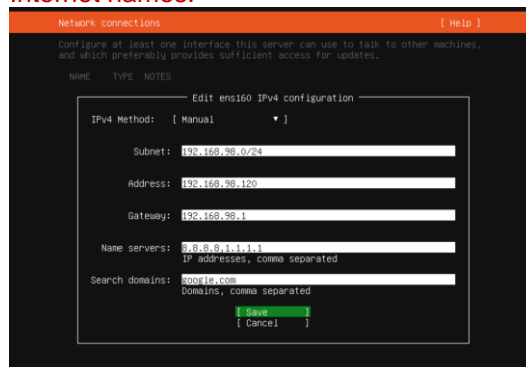 internet names.
Network connections [ Help ]
Configure at least one interface this server can use to talk to other machines,
and which preferably provides sufficient access for updates.
NAME TYPE NOTES
Edit ens160 IPv4 configuration
IPv4 Method: [ Manual ▾ ]
Subnet: 192.168.98.0/24
Address: 192.168.98.120
Gateway: 192.168.98.1
Name servers: 8.8.8.8,1.1.1.1
IP addresses, comma separated
Search domains: google.com
Domains, comma separated
[ Save ]
[ Cancel ]